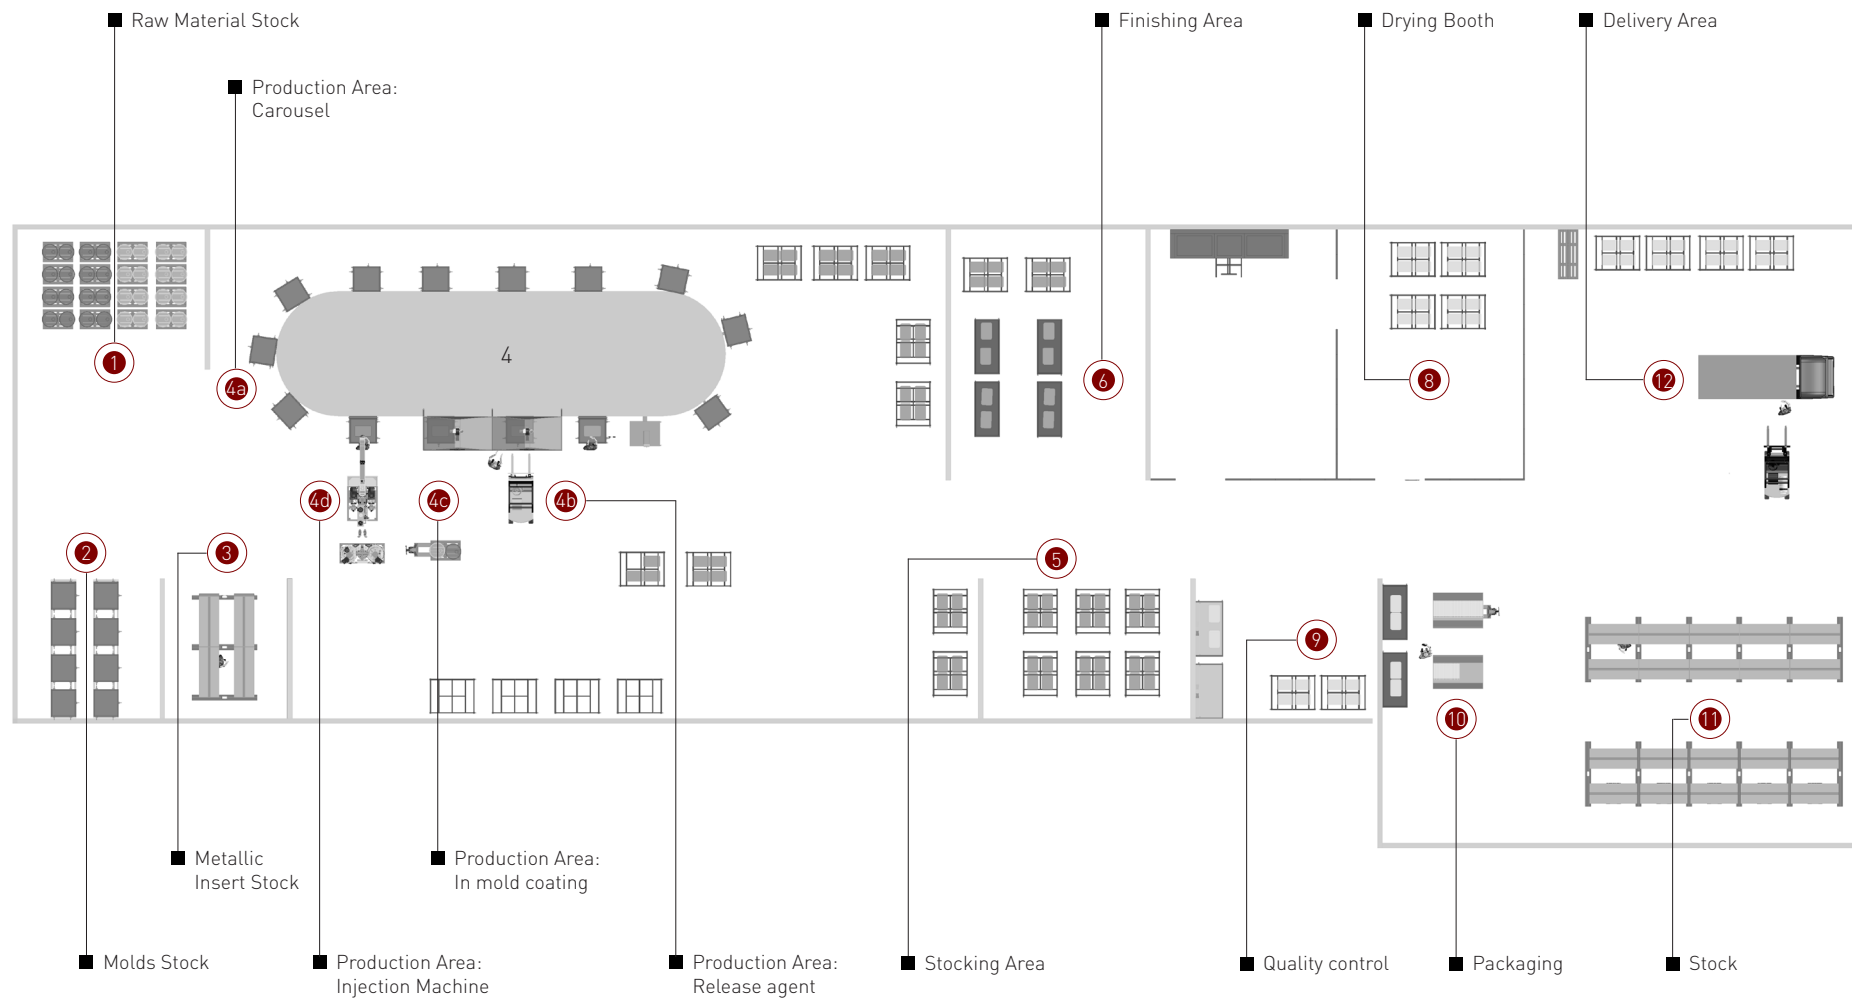 Raw Material Stock
Finishing Area
Drying Booth
Delivery Area
Production Area:
Carousel
4
1
4a
6
8
12
4d
4c
4b
2
3
5
9
10
11
Metallic
Insert Stock
Production Area:
In mold coating
Molds Stock
Production Area:
Injection Machine
Production Area:
Release agent
Stocking Area
Quality control
Packaging
Stock